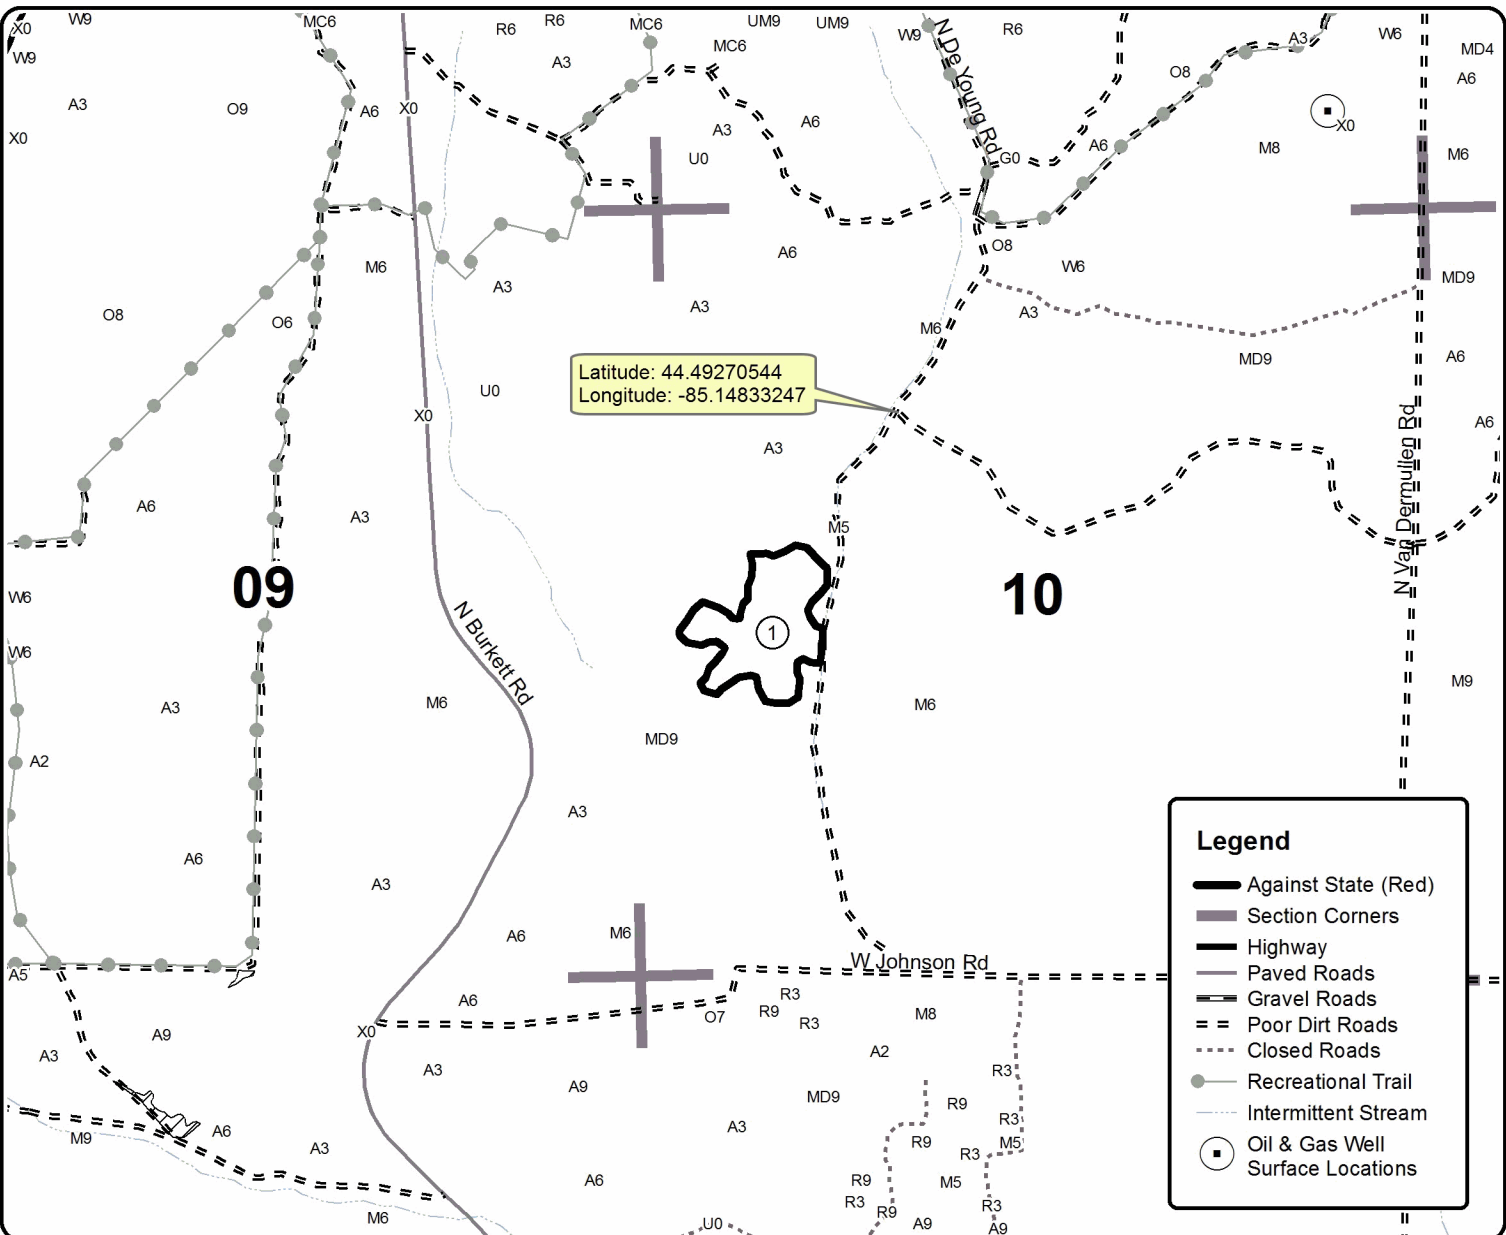 W9
MC6
R6
R6
MC6
UM9
UM9
W9
R6
A3
W6
X0
MC6
MD4
W9
A3
O8
A6
A3
O9
A6
X0
A3
A6
N De Young Rd
A6
X0
X0
M8
M6
U0
G0
A6
O8
W6
M6
MD9
A3
A3
O8
O6
M6
A3
MD9
A6
Latitude: 44.49270544
Longitude: -85.14833247
U0
X0
A6
A3
N Van Dermullen Rd
A6
A3
M5
09
10
W6
N Burkett Rd
1
W6
A3
M6
M6
M9
MD9
A2
A3
A6
A3
A6
M6
W Johnson Rd
A5
A6
O7
R3
R9
R3
M8
X0
A9
A3
A3
A2
R3
A9
MD9
R9
R3
A3
M9
A6
A3
R9
M5
R3
A6
R9
M5
R3
R9
R3
M6
U0
A9
A9
Legend
Against State (Red)
Section Corners
Highway
Paved Roads
Gravel Roads
Poor Dirt Roads
Closed Roads
Recreational Trail
Intermittent Stream
Oil & Gas Well
Surface Locations